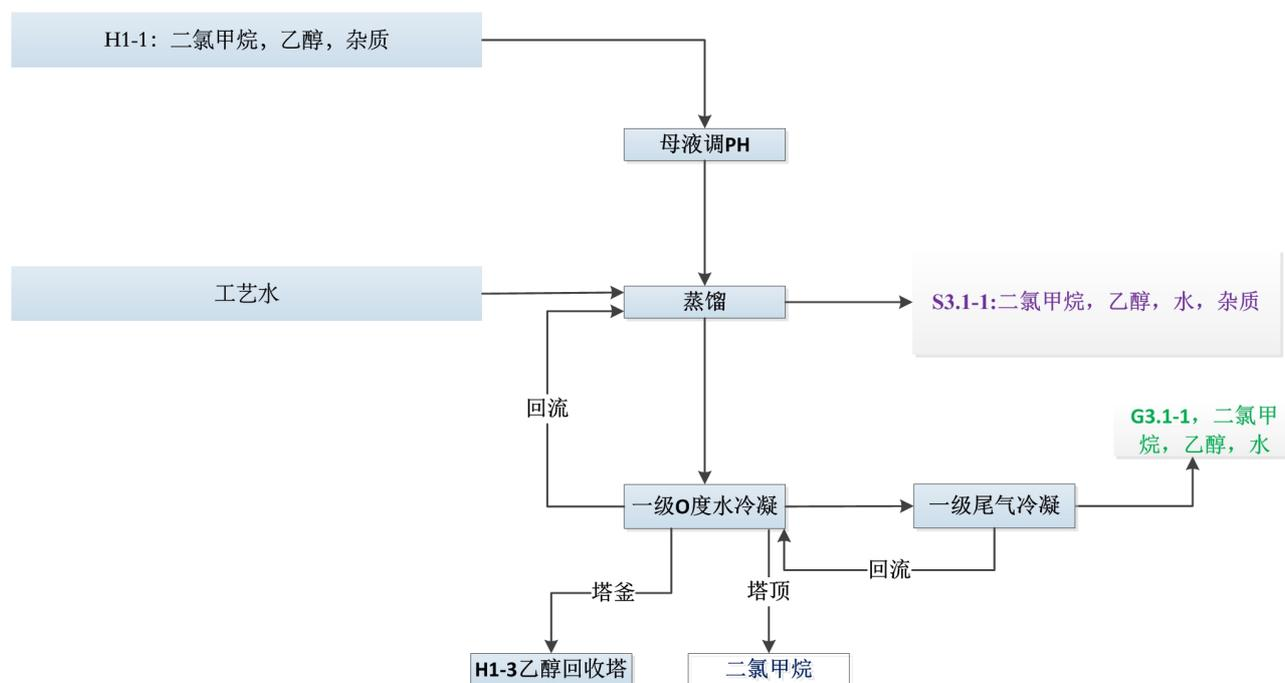 H1-1：二氯甲烷，乙醇，杂质
母液调PH
工艺水
蒸馏
S3.1-1:二氯甲烷，乙醇，水，杂质
回流
G3.1-1，二氯甲
烷，乙醇，水
一级O度水冷凝
一级尾气冷凝
回流
塔釜
塔顶
H1-3乙醇回收塔
二氯甲烷